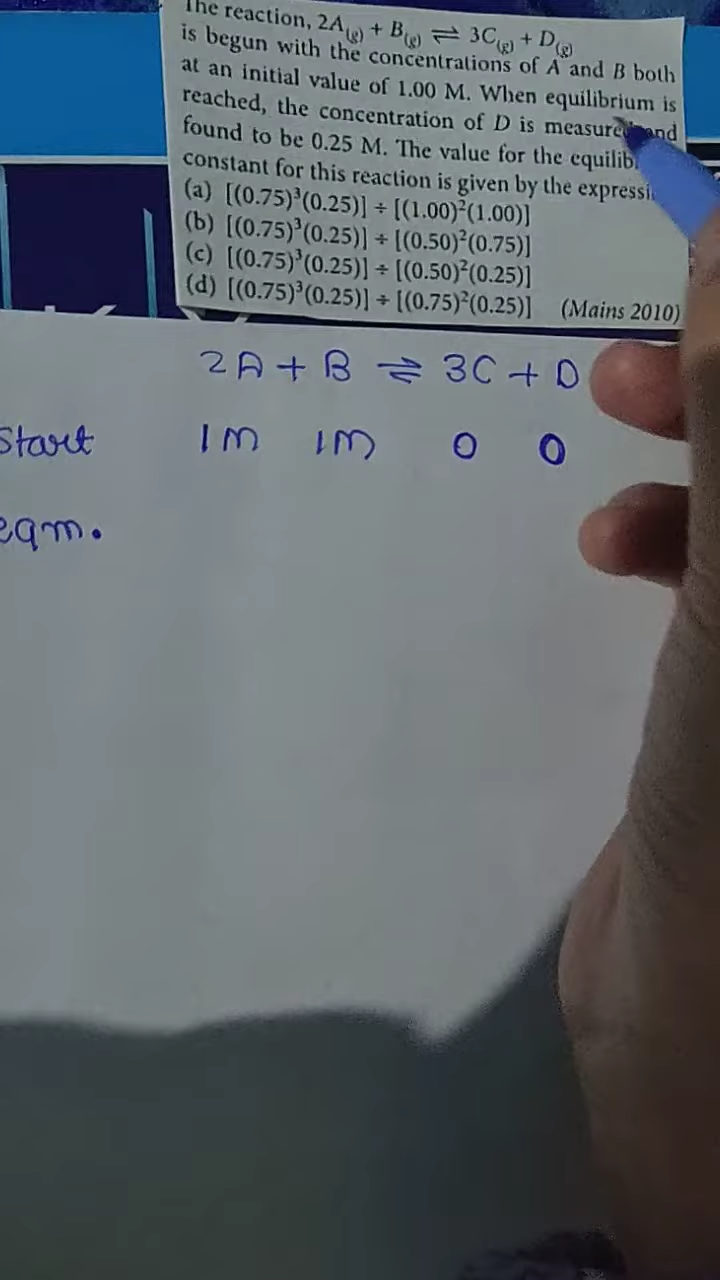 The reaction, 2A(g) + B(g) ⇌ 3C(g) + D(g)
is begun with the concentrations of A and B both
at an initial value of 1.00 M. When equilibrium is
reached, the concentration of D is measured and
found to be 0.25 M. The value for the
constant for this reaction is given by the
(a) [(0.75)³(0.25)] ÷ [(1.00)²(1.00)]
(b) [(0.75)³(0.25)] ÷ [(0.50)²(0.75)]
(c) [(0.75)³(0.25)] ÷ [(0.50)²(0.25)]
(d) [(0.75)³(0.25)] ÷ [(0.75)²(0.25)] (Mains 2010)
2A + B ⇌ 3C + D
Start 1M 1M 0 0
eqm.